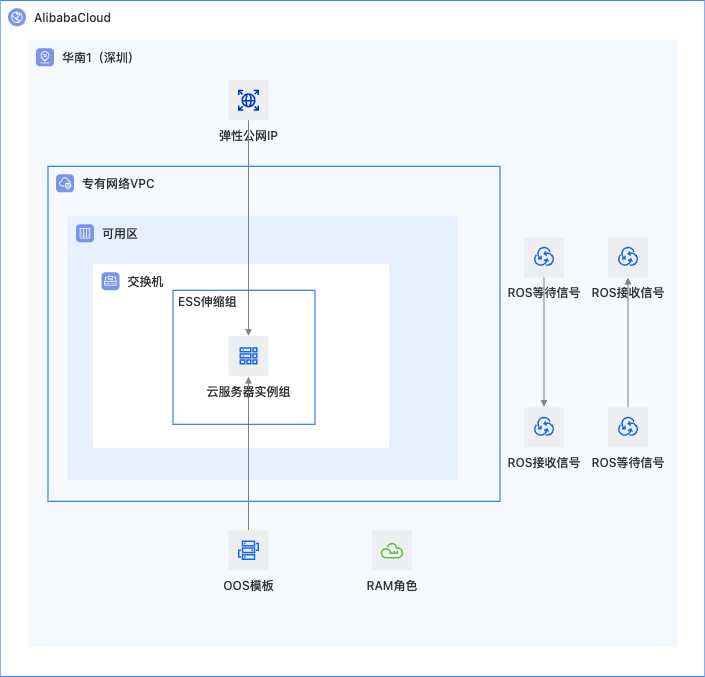 AlibabaCloud
华南1（深圳）
弹性公网IP
专有网络VPC
可用区
交换机
ESS伸缩组
云服务器实例组
ROS等待信号
ROS接收信号
ROS接收信号
ROS等待信号
OOS模板
RAM角色